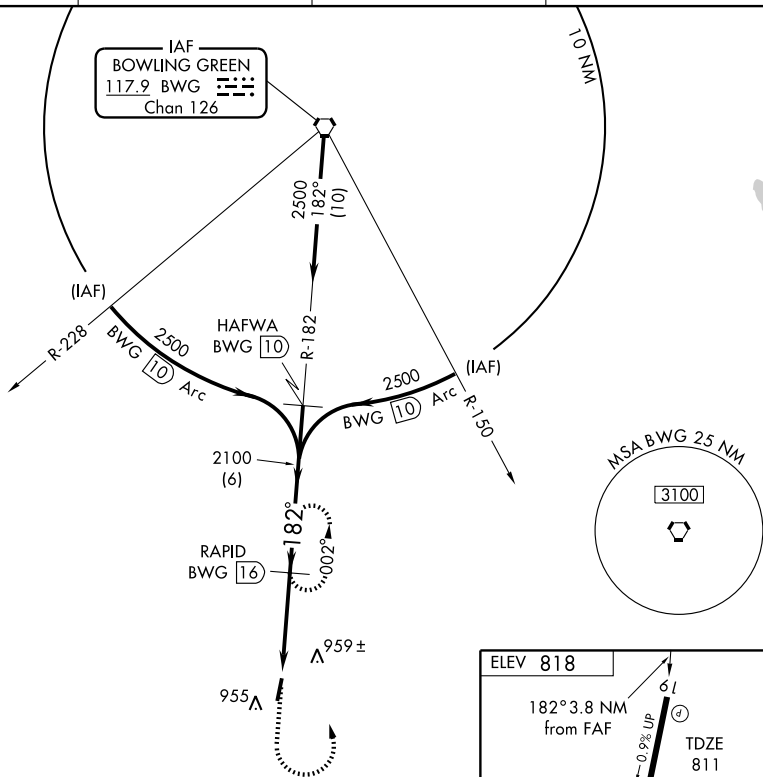 IAF
BOWLING GREEN
117.9 BWG
Chan 126
10 NM
2500
182°
(10)
(IAF)
R-228
2500
BWG 10 Arc
HAFWA
BWG 10
R-182
2500
BWG 10 Arc
(IAF)
R-150
2100
(6)
182°
002°
RAPID
BWG 16
MSA BWG 25 NM
3100
959±
955
ELEV 818
182° 3.8 NM
from FAF
19
P
0.9% UP
TDZE
811